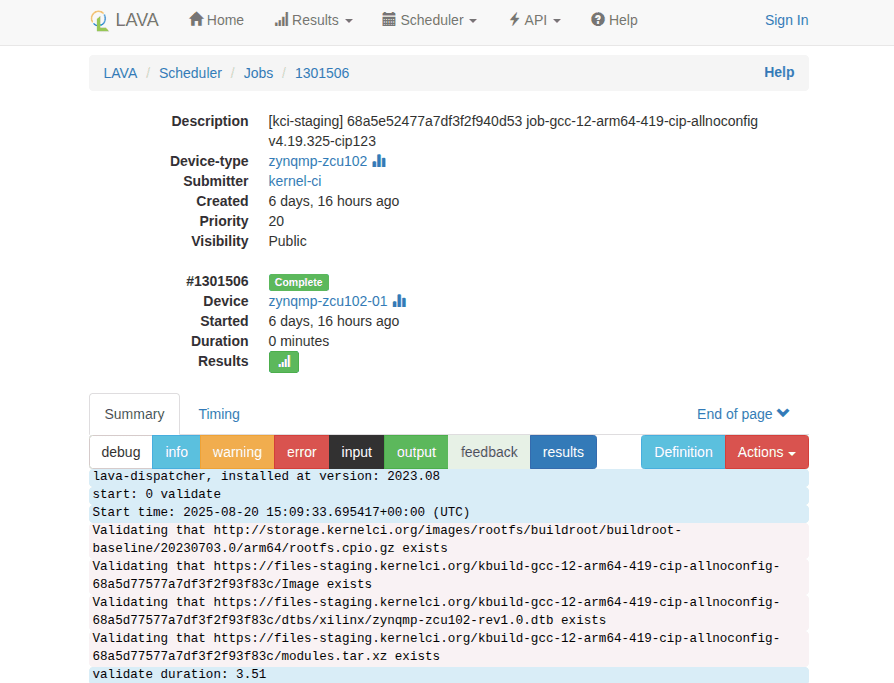 LAVA Home Results Scheduler API Help Sign In
LAVA / Scheduler / Jobs / 1301506 Help
Description [kci-staging] 68a5e52477a7df3f2f940d53 job-gcc-12-arm64-419-cip-allnoconfig
v4.19.325-cip123
Device-type zynqmp-zcu102
Submitter kernel-ci
Created 6 days, 16 hours ago
Priority 20
Visibility Public
#1301506 Complete
Device zynqmp-zcu102-01
Started 6 days, 16 hours ago
Duration 0 minutes
Results
Summary Timing End of page
debug info warning error input output feedback results Definition Actions
lava-dispatcher, installed at version: 2023.08
start: 0 validate
Start time: 2025-08-20 15:09:33.695417+00:00 (UTC)
Validating that http://storage.kernelci.org/images/rootfs/buildroot/buildroot-
baseline/20230703.0/arm64/rootfs.cpio.gz exists
Validating that https://files-staging.kernelci.org/kbuild-gcc-12-arm64-419-cip-allnoconfig-
68a5d77577a7df3f2f93f83c/Image exists
Validating that https://files-staging.kernelci.org/kbuild-gcc-12-arm64-419-cip-allnoconfig-
68a5d77577a7df3f2f93f83c/dtbs/xilinx/zynqmp-zcu102-rev1.0.dtb exists
Validating that https://files-staging.kernelci.org/kbuild-gcc-12-arm64-419-cip-allnoconfig-
68a5d77577a7df3f2f93f83c/modules.tar.xz exists
validate duration: 3.51